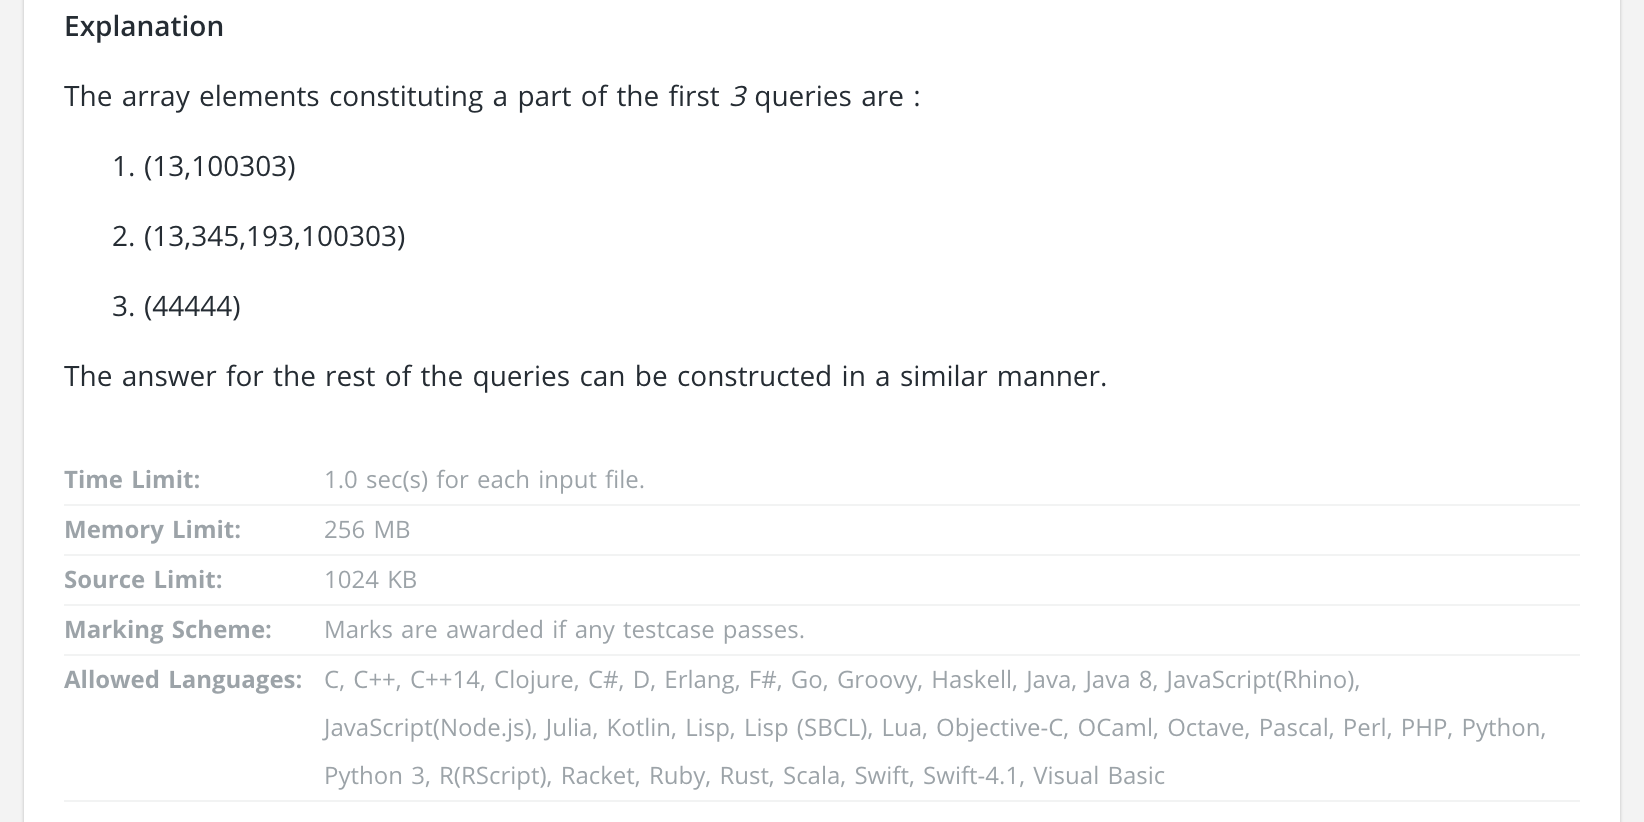 Explanation
The array elements constituting a part of the first 3 queries are :
1. (13,100303)
2. (13,345,193,100303)
3. (44444)
The answer for the rest of the queries can be constructed in a similar manner.
Time Limit: 1.0 sec(s) for each input file.
Memory Limit: 256 MB
Source Limit: 1024 KB
Marking Scheme: Marks are awarded if any testcase passes.
Allowed Languages: C, C++, C++14, Clojure, C#, D, Erlang, F#, Go, Groovy, Haskell, Java, Java 8, JavaScript(Rhino),
JavaScript(Node.js), Julia, Kotlin, Lisp, Lisp (SBCL), Lua, Objective-C, OCaml, Octave, Pascal, Perl, PHP, Python,
Python 3, R(RScript), Racket, Ruby, Rust, Scala, Swift, Swift-4.1, Visual Basic